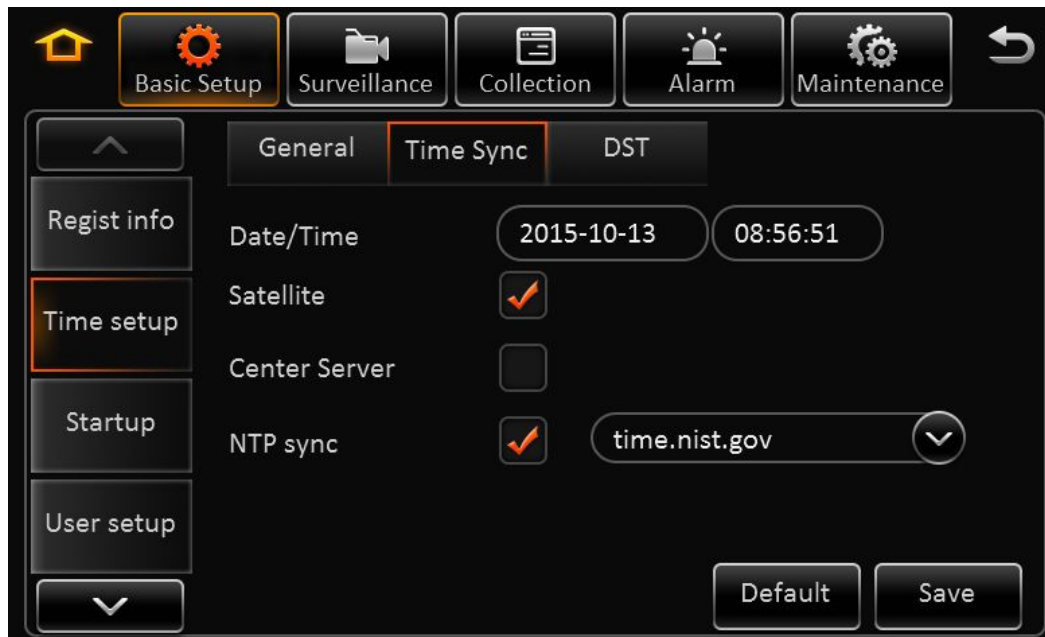 Basic Setup
Surveillance
Collection
Alarm
Maintenance
General
Time Sync
DST
Regist info
Time setup
Startup
User setup
Date/Time 2015-10-13 08:56:51
Satellite
Center Server
NTP sync time.nist.gov
Default
Save